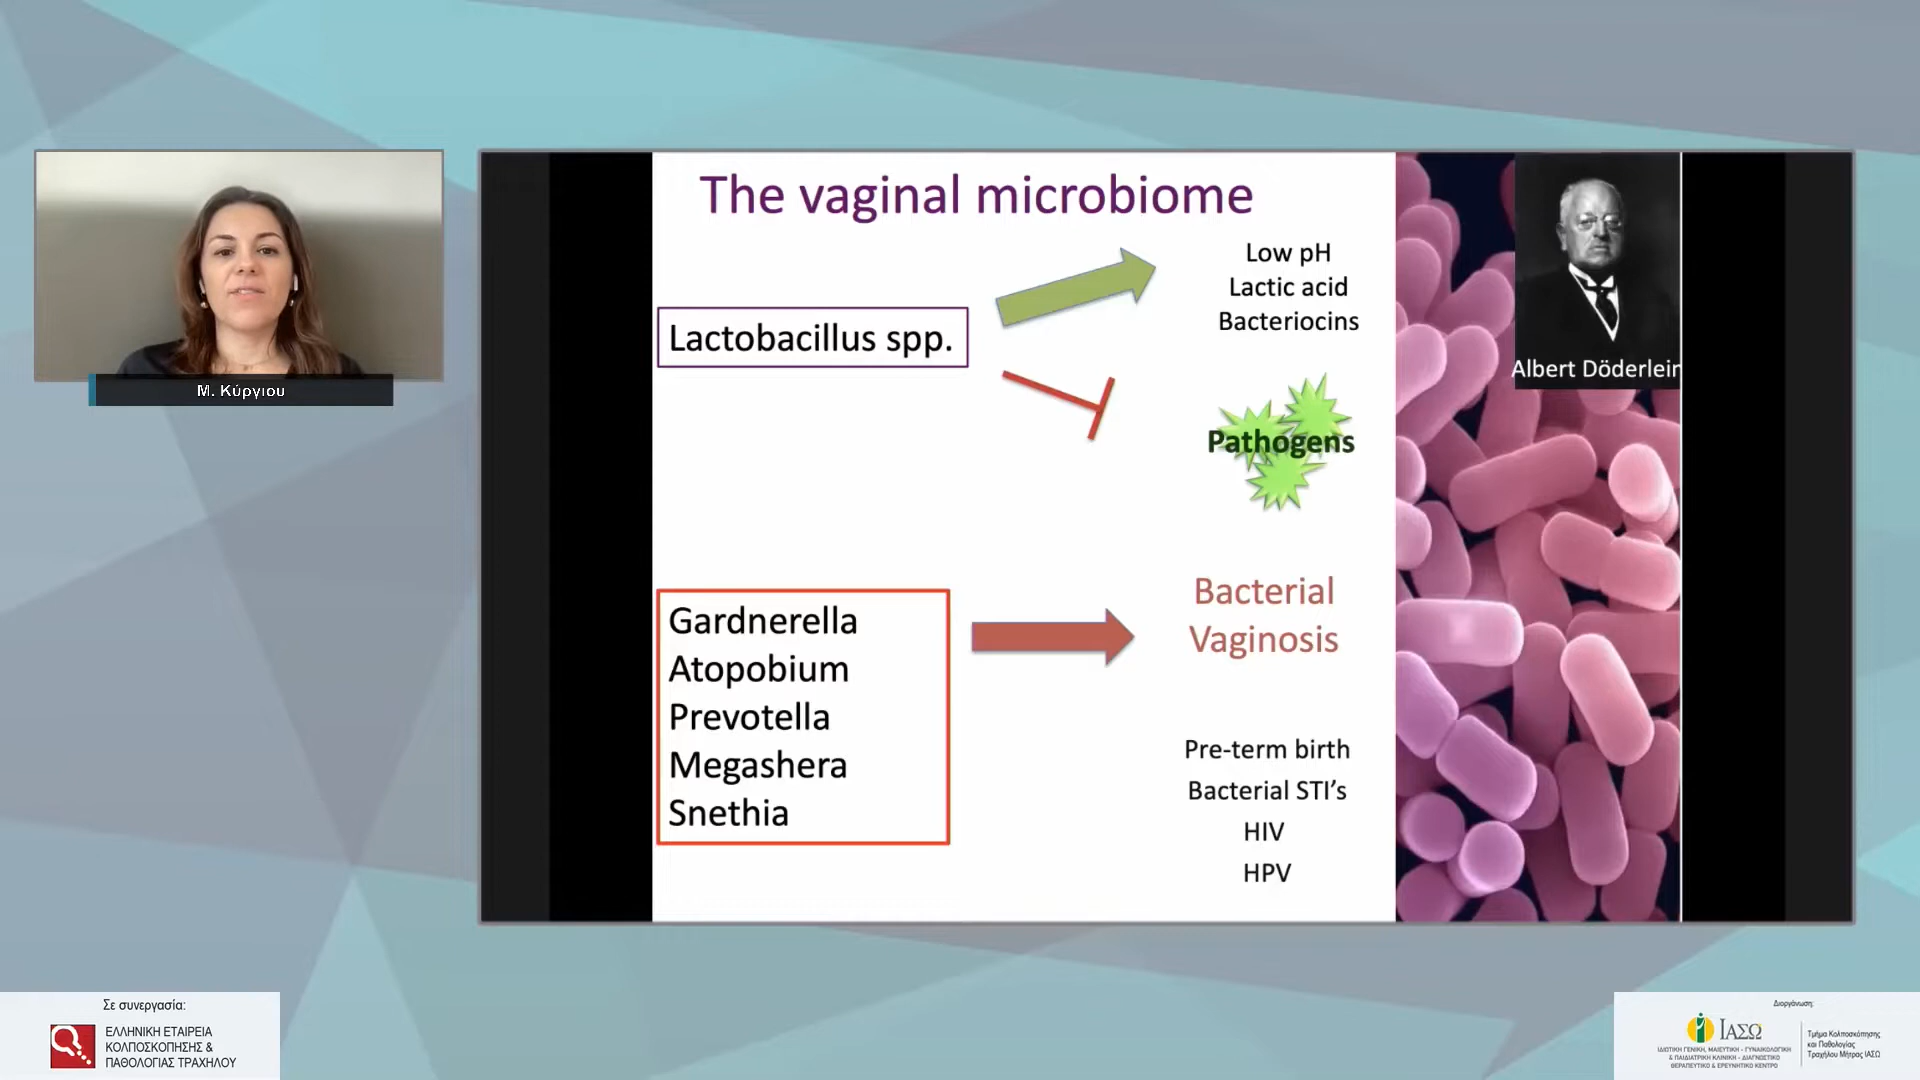 The vaginal microbiome
Low pH
Lactic acid
Bacteriocins
Lactobacillus spp.
Albert Döderlein
Pathogens
Gardnerella
Atopobium
Prevotella
Megashera
Snethia
Bacterial
Vaginosis
Pre-term birth
Bacterial STI’s
HIV
HPV
Μ. Κύργιου
Σε συνεργασία:
ΕΛΛΗΝΙΚΗ ΕΤΑΙΡΕΙΑ
ΚΟΛΠΟΣΚΟΠΗΣΗΣ &
ΠΑΘΟΛΟΓΙΑΣ ΤΡΑΧΗΛΟΥ
Διοργάνωση:
ΙΑΣΩ
ΙΔΙΩΤΙΚΗ ΓΕΝΙΚΗ, ΜΑΙΕΥΤΙΚΗ - ΓΥΝΑΙΚΟΛΟΓΙΚΗ
& ΠΑΙΔΙΑΤΡΙΚΗ ΚΛΙΝΙΚΗ - ΔΙΑΓΝΩΣΤΙΚΟ
ΘΕΡΑΠΕΥΤΙΚΟ & ΕΡΕΥΝΗΤΙΚΟ ΚΕΝΤΡΟ
Τμήμα Κολποσκόπησης
και Παθολογίας
Τραχήλου Μήτρας ΙΑΣΩ